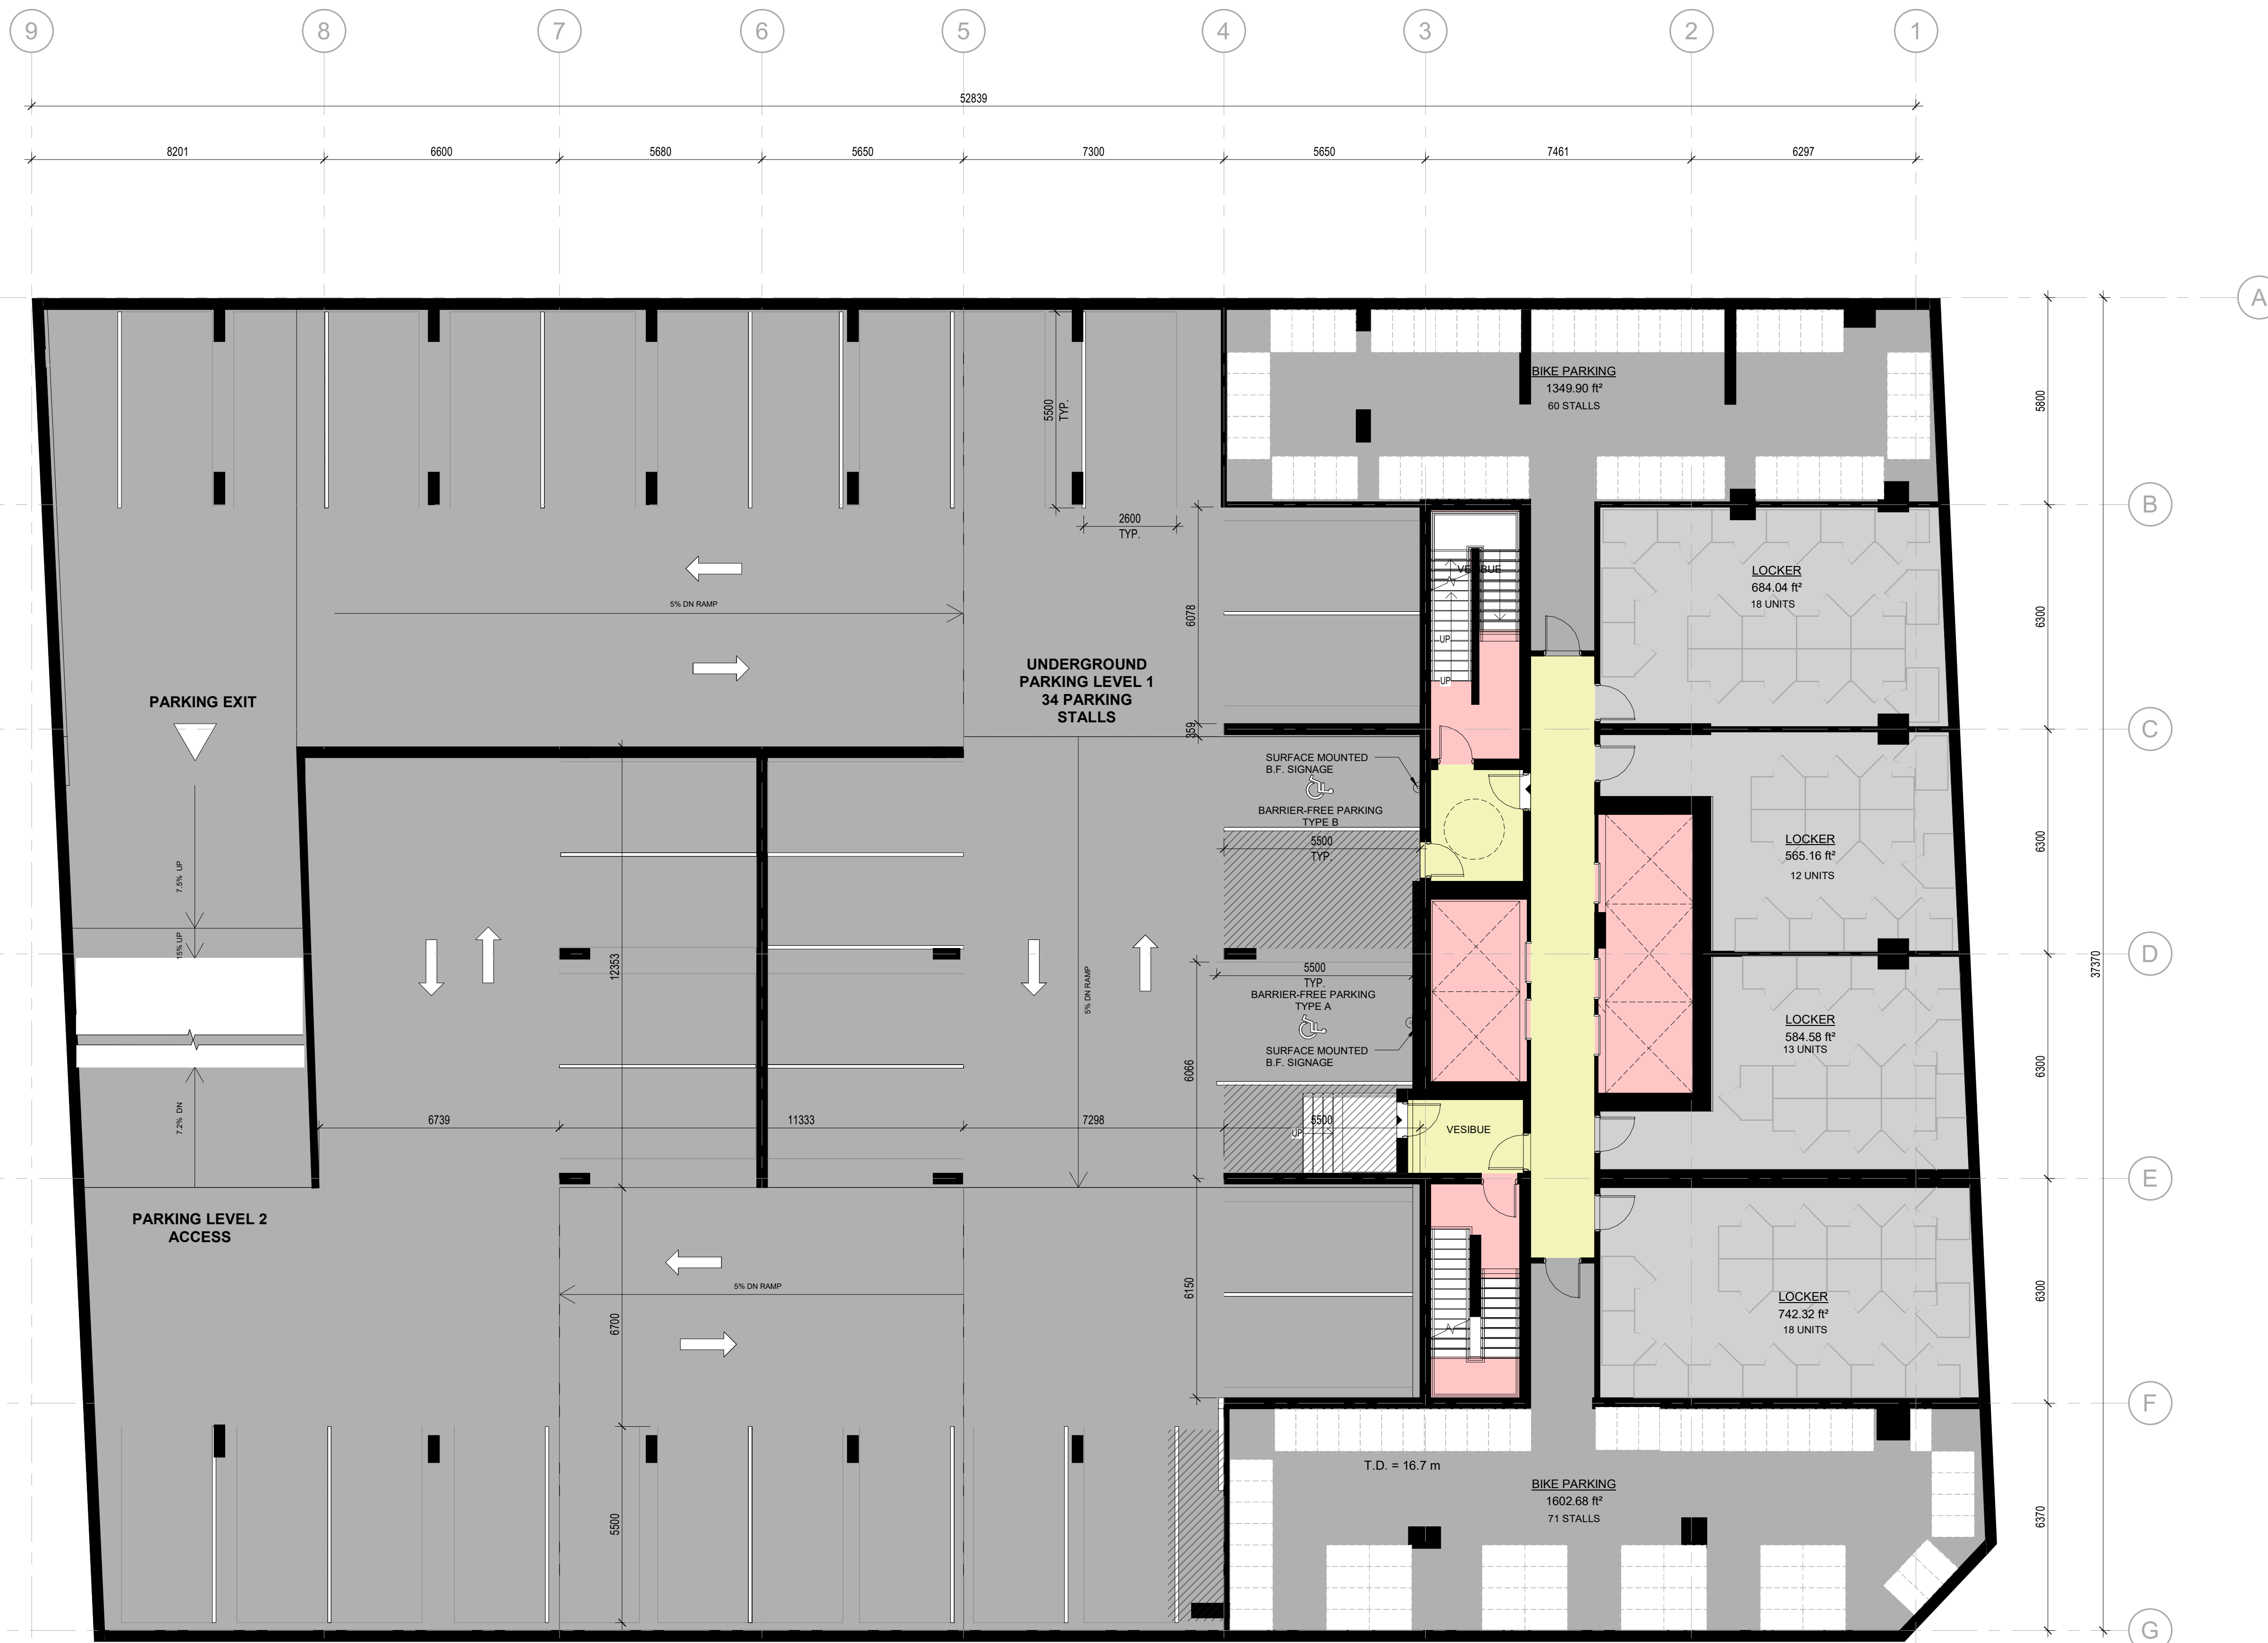 9 8 7 6 5 4 3 2 1
52839
8201 6600 5680 5650 7300 5650 7461 6297
A
BIKE PARKING
1349.90 ft²
60 STALLS
5500
TYP.
5800
B
2600
TYP.
VESIBUE
LOCKER
684.04 ft²
18 UNITS
5% DN RAMP
6078
6300
UP
UP
UNDERGROUND
PARKING LEVEL 1
34 PARKING
STALLS
PARKING EXIT
359
C
SURFACE MOUNTED
B.F. SIGNAGE
BARRIER-FREE PARKING
TYPE B
5500
TYP.
LOCKER
565.16 ft²
12 UNITS
6300
7.5% UP
15% UP
12353
5% DN RAMP
D
37370
5500
TYP.
BARRIER-FREE PARKING
TYPE A
SURFACE MOUNTED
B.F. SIGNAGE
LOCKER
584.58 ft²
13 UNITS
6066
6300
7.2% DN
6739 11333 7298 5500
UP
VESIBUE
E
PARKING LEVEL 2
ACCESS
5% DN RAMP
6150
6700
LOCKER
742.32 ft²
18 UNITS
6300
F
T.D. = 16.7 m
BIKE PARKING
1602.68 ft²
71 STALLS
5500
6370
G